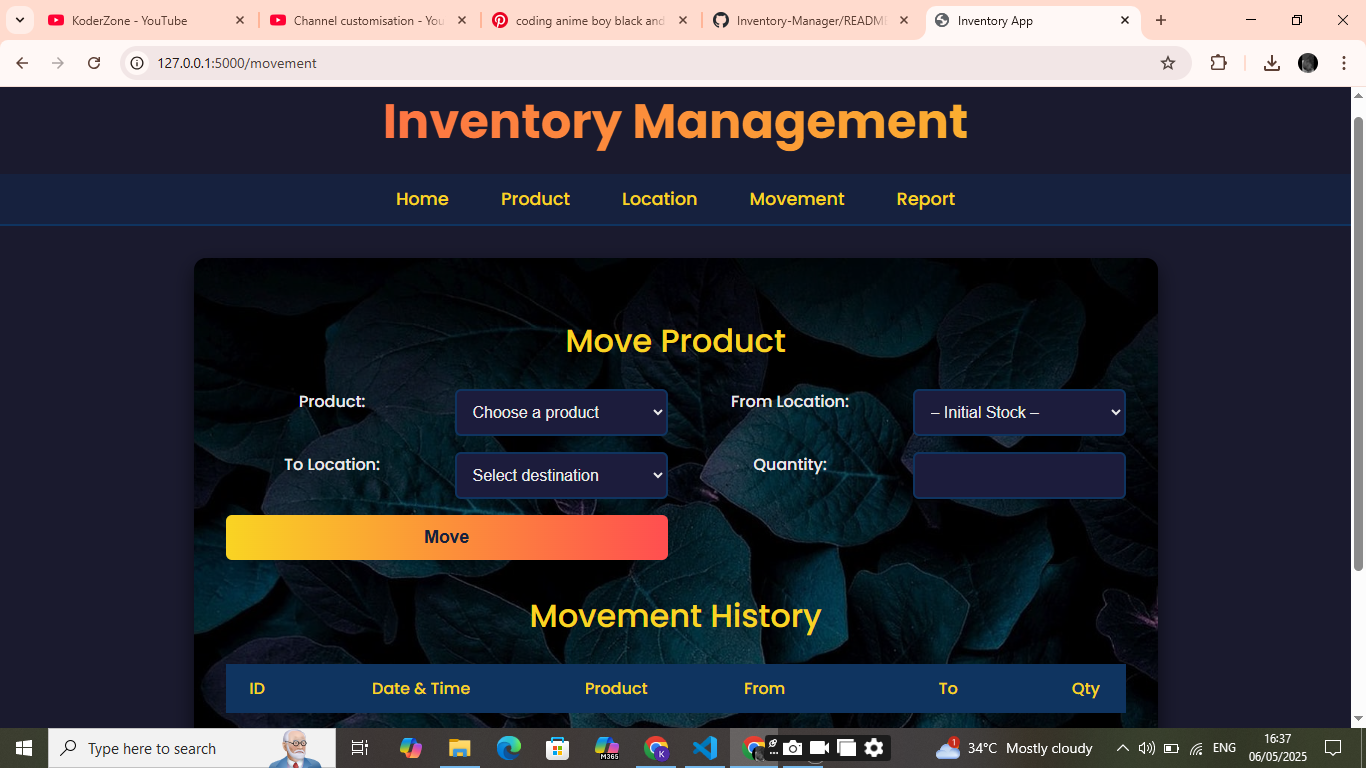 KoderZone - YouTube
Channel customisation - You
coding anime boy black and
Inventory-Manager/READM
Inventory App
127.0.0.1:5000/movement
Inventory Management
Home Product Location Movement Report
Move Product
Product: Choose a product From Location: – Initial Stock –
To Location: Select destination Quantity:
Move
Movement History
ID Date & Time Product From To Qty
Type here to search
M365
K
1
34°C Mostly cloudy
ENG
16:37
06/05/2025